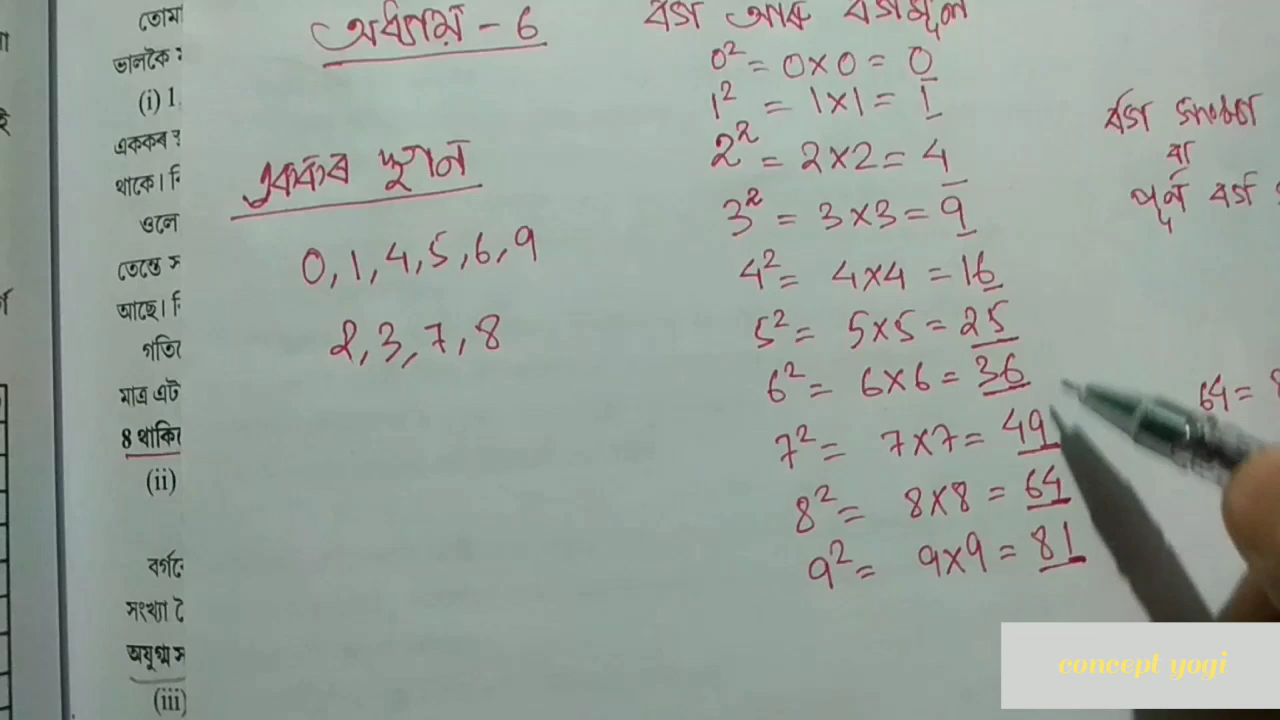 তোমা
ভালকৈ
(i) 1
এককৰ
থাকে।
ওলে
তেন্তে স
আছে। ি
গতি
মাত্ৰ এট
8 থাকি
(ii)
বৰ্গ
সংখ্যা
অযুগ্ম স
(iii)
অধ্যায় - 6
এককৰ স্থান
0, 1, 4, 5, 6, 9
2, 3, 7, 8
বৰ্গ আৰু বৰ্গমূল
0² = 0×0 = 0
1² = 1×1 = 1
2² = 2×2 = 4
3² = 3×3 = 9
4² = 4×4 = 16
5² = 5×5 = 25
6² = 6×6 = 36
7² = 7×7 = 49
8² = 8×8 = 64
9² = 9×9 = 81
বৰ্গ সংখ্যা
বা
পূৰ্ণ বৰ্গ
64 = 8
concept yogi